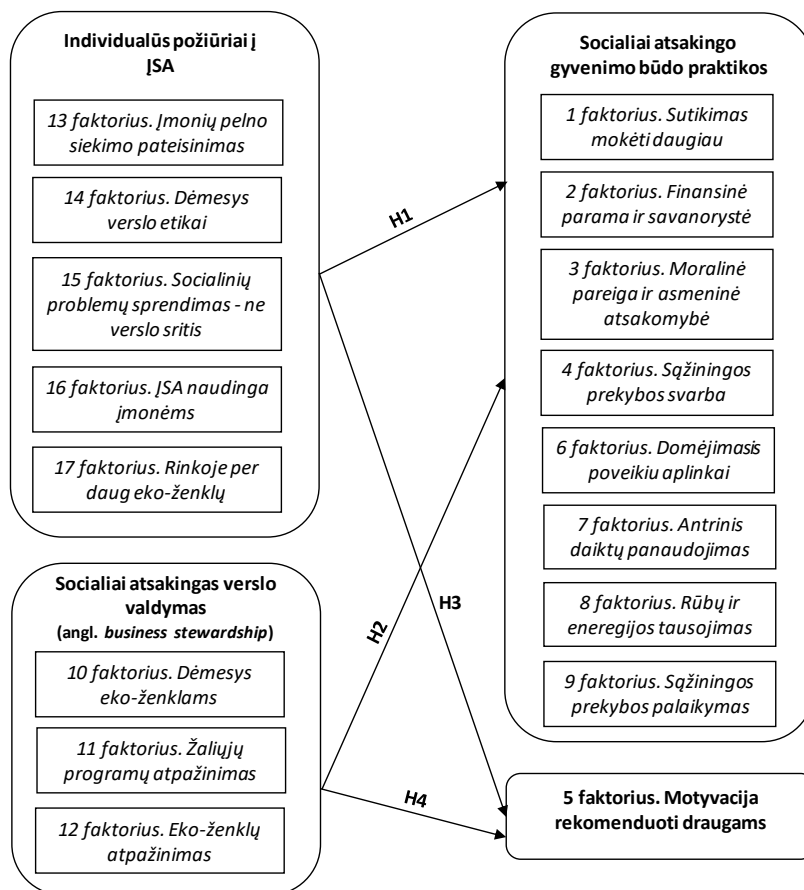 Individualūs požiūriai į
ĮSA
13 faktorius. Įmonių pelno
siekimo pateisinimas
14 faktorius. Dėmesys
verslo etikai
15 faktorius. Socialinių
problemų sprendimas - ne
verslo sritis
16 faktorius. ĮSA naudinga
įmonėms
17 faktorius. Rinkoje per
daug eko-ženklų
Socialiai atsakingas verslo
valdymas
(angl. business stewardship)
10 faktorius. Dėmesys
eko-ženklams
11 faktorius. Žaliųjų
programų atpažinimas
12 faktorius. Eko-ženklų
atpažinimas
H1
H2
H3
H4
Socialiai atsakingo
gyvenimo būdo praktikos
1 faktorius. Sutikimas
mokėti daugiau
2 faktorius. Finansinė
parama ir savanorystė
3 faktorius. Moralinė
pareiga ir asmeninė
atsakomybė
4 faktorius. Sąžiningos
prekybos svarba
6 faktorius. Domėjimasis
poveikiu aplinkai
7 faktorius. Antrinis
daiktų panaudojimas
8 faktorius. Rūbų ir
eneregijos tausojimas
9 faktorius. Sąžiningos
prekybos palaikymas
5 faktorius. Motyvacija
rekomenduoti draugams